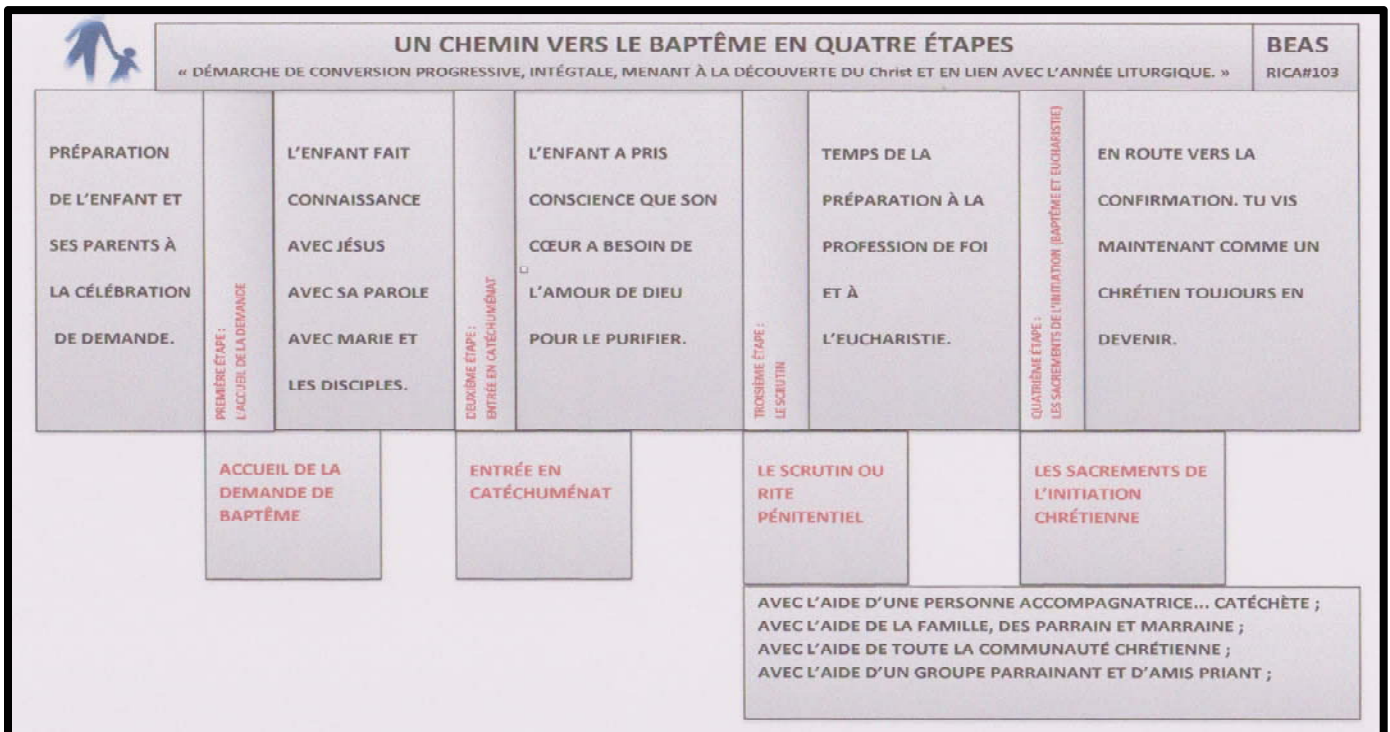 UN CHEMIN VERS LE BAPTÊME EN QUATRE ÉTAPES
« DÉMARCHE DE CONVERSION PROGRESSIVE, INTÉGTALE, MENANT À LA DÉCOUVERTE DU Christ ET EN LIEN AVEC L'ANNÉE LITURGIQUE. »
BEAS
RICA#103
PRÉPARATION
DE L'ENFANT ET
SES PARENTS À
LA CÉLÉBRATION
DE DEMANDE.
PREMIÈRE ÉTAPE :
L'ACCUEIL DE LA DEMANDE
L'ENFANT FAIT
CONNAISSANCE
AVEC JÉSUS
AVEC SA PAROLE
AVEC MARIE ET
LES DISCIPLES.
DEUXIÈME ÉTAPE :
ENTRÉE EN CATÉCHUMÉNAT
L'ENFANT A PRIS
CONSCIENCE QUE SON
CŒUR A BESOIN DE
L'AMOUR DE DIEU
POUR LE PURIFIER.
TROISIÈME ÉTAPE :
LE SCRUTIN
TEMPS DE LA
PRÉPARATION À LA
PROFESSION DE FOI
ET À
L'EUCHARISTIE.
QUATRIÈME ÉTAPE :
LES SACREMENTS DE L'INITIATION (BAPTÊME ET EUCHARISTIE)
EN ROUTE VERS LA
CONFIRMATION. TU VIS
MAINTENANT COMME UN
CHRÉTIEN TOUJOURS EN
DEVENIR.
ACCUEIL DE LA
DEMANDE DE
BAPTÊME
ENTRÉE EN
CATÉCHUMÉNAT
LE SCRUTIN OU
RITE
PÉNITENTIEL
LES SACREMENTS DE
L'INITIATION
CHRÉTIENNE
AVEC L'AIDE D'UNE PERSONNE ACCOMPAGNATRICE... CATÉCHÈTE ;
AVEC L'AIDE DE LA FAMILLE, DES PARRAIN ET MARRAINE ;
AVEC L'AIDE DE TOUTE LA COMMUNAUTÉ CHRÉTIENNE ;
AVEC L'AIDE D'UN GROUPE PARRAINANT ET D'AMIS PRIANT ;